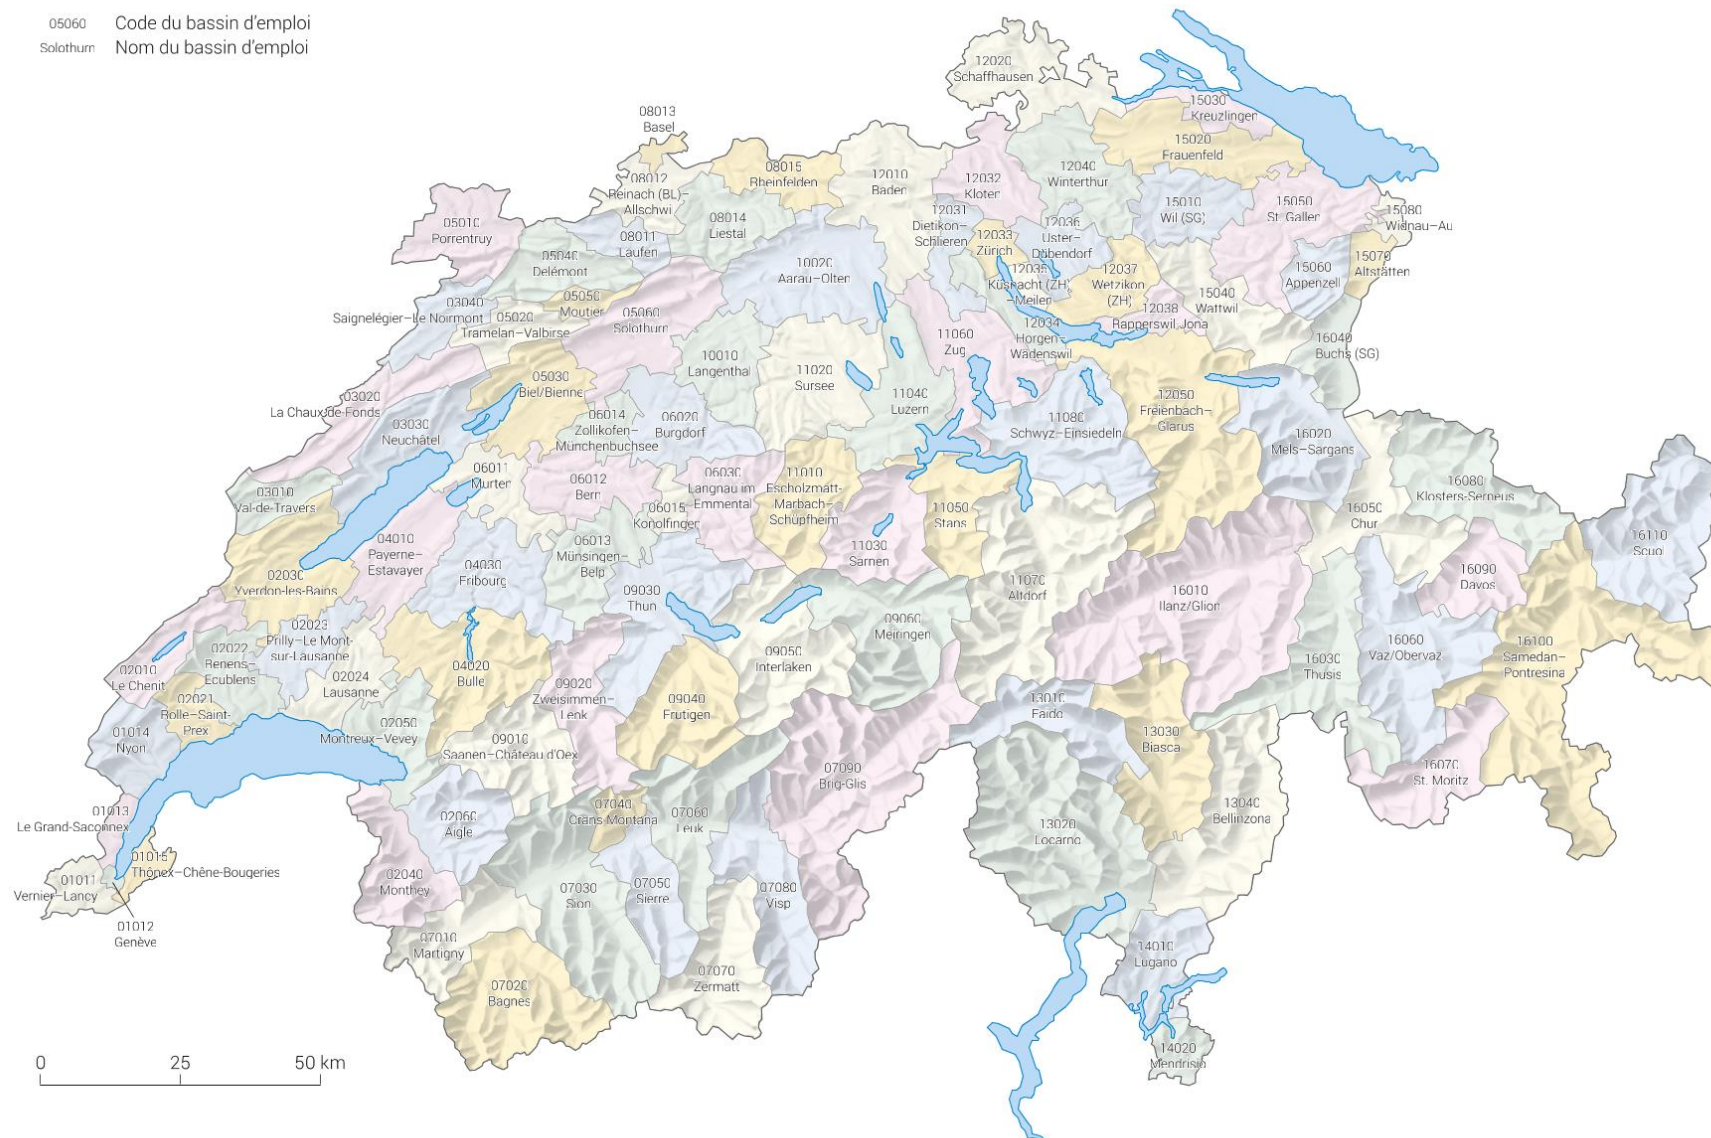 05060 Code du bassin d'emploi
Solothurn Nom du bassin d'emploi
12020
Schaffhausen
15030
Kreuzlingen
08013
Basel
15020
Frauenfeld
08015
Rheinfelden
12010
Baden
12032
Kloten
12040
Winterthur
08012
Reinach (BL)–
Allschwi
15010
Wil (SG)
15050
St. Gallen
15080
Widnau–Au
05010
Porrentruy
08014
Liestal
12031
Dietikon–
Schlieren
12033
Zürich
12036
Uster–
Dübendorf
08011
Laufen
05040
Delémont
10020
Aarau–Olten
12035
Küsnacht (ZH)
–Meilen
12037
Wetzikon
(ZH)
15060
Appenzell
15070
Altstätten
03040
Saignelégier–Le Noirmont
05050
Moutier
05020
Tramelan–Valbirse
05060
Solothurn
15040
Wattwil
12038
Rapperswil, Jona
12034
Horgen–
Wädenswil
11060
Zug
16040
Buchs (SG)
10010
Langenthal
11020
Sursee
05030
Biel/Bienne
03020
La Chaux-de-Fonds
11040
Luzern
12050
Freienbach–
Glarus
03030
Neuchâtel
06014
Zollikofen–
Münchenbuchsee
06020
Burgdorf
11080
Schwyz–Einsiedeln
16020
Mels–Sargans
06011
Murten
06012
Bern
06030
Langnau im
Emmental
11010
Escholzmatt-
Marbach–
Schüpfheim
16080
Klosters-Serneus
03010
Val-de-Travers
06015
Konolfingen
11050
Stans
16050
Chur
04010
Payerne–
Estavayer
06013
Münsingen–
Belp
11030
Sarnen
16110
Scuol
04030
Fribourg
02030
Yverdon-les-Bains
09030
Thun
11070
Altdorf
16010
Ilanz/Glion
16090
Davos
02023
Prilly–Le Mont-
sur-Lausanne
09060
Meiringen
16060
Vaz/Obervaz
16100
Samedan–
Pontresina
02022
Renens–
Ecublens
02010
Le Chenit
02024
Lausanne
04020
Bulle
09050
Interlaken
16030
Thusis
09020
Zweisimmen–
Lenk
09040
Frutigen
13010
Faido
02021
Rolle–Saint-
Prex
02050
Montreux–Vevey
01014
Nyon
09010
Saanen–Château d'Oex
13030
Biasca
07090
Brig-Glis
16070
St. Moritz
01013
Le Grand-Saconnex
02060
Aigle
07040
Crans-Montana
07060
Leuk
13040
Bellinzona
13020
Locarno
01015
Thônex–Chêne-Bougeries
01011
Vernier–Lancy
02040
Monthey
07030
Sion
07050
Sierre
07080
Visp
01012
Genève
07010
Martigny
14010
Lugano
07070
Zermatt
07020
Bagnes
14020
Mendrisio
0 25 50 km